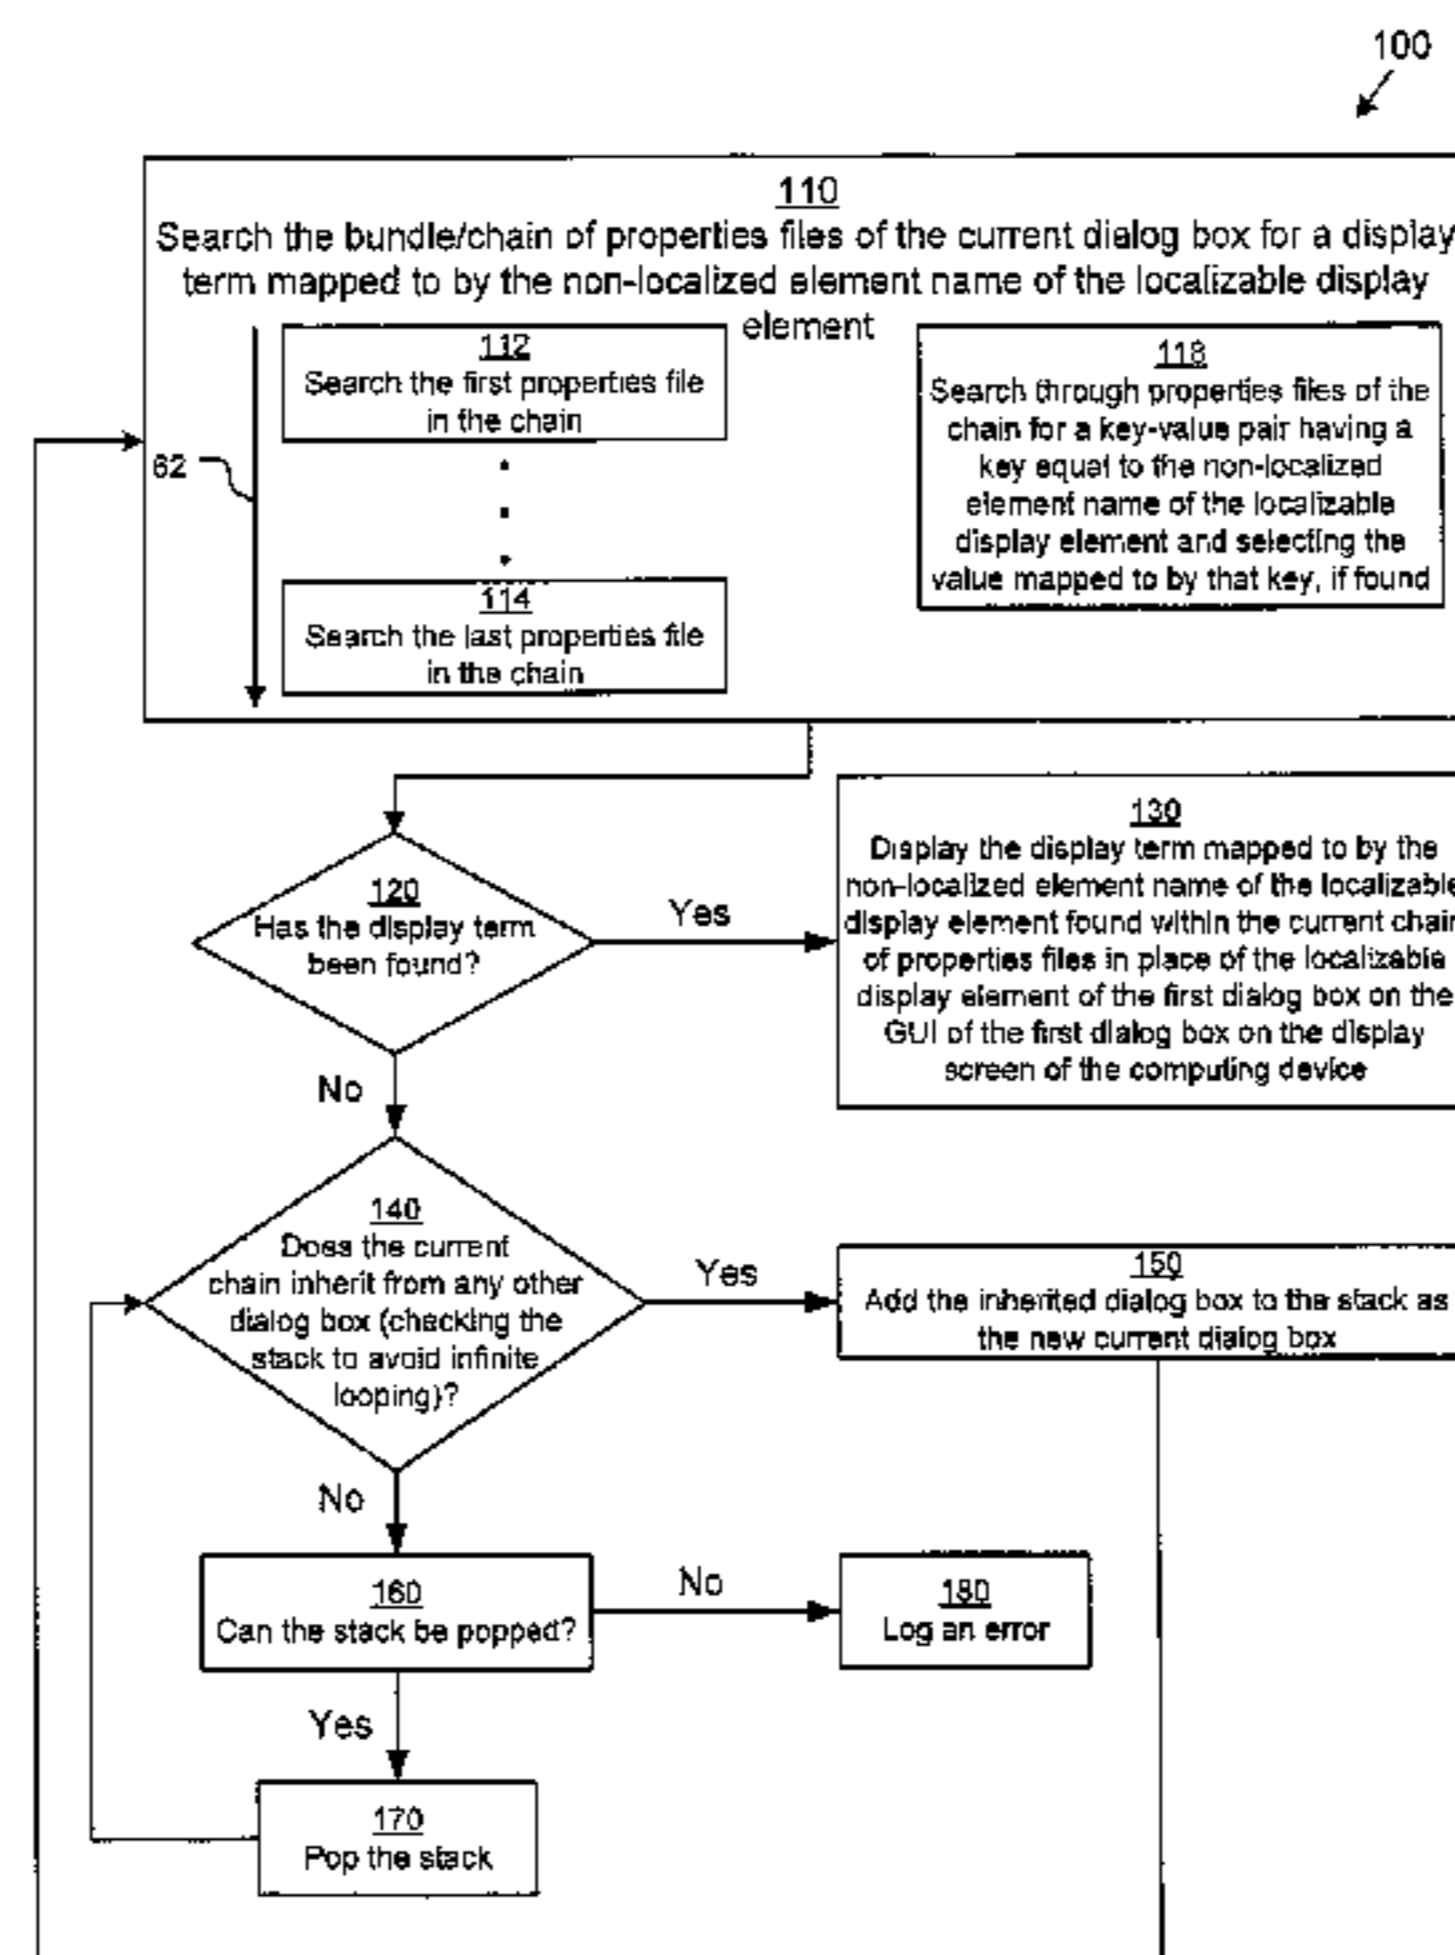 100
110
Search the bundle/chain of properties files of the current dialog box for a display
term mapped to by the non-localized element name of the localizable display
element
112
Search the first properties file
in the chain
62
114
Search the last properties file
in the chain
118
Search through properties files of the
chain for a key-value pair having a
key equal to the non-localized
element name of the localizable
display element and selecting the
value mapped to by that key, if found
120
Has the display term
been found?
Yes
No
130
Display the display term mapped to by the
non-localized element name of the localizable
display element found within the current chain
of properties files in place of the localizable
display element of the first dialog box on the
GUI of the first dialog box on the display
screen of the computing device
140
Does the current
chain inherit from any other
dialog box (checking the
stack to avoid infinite
looping)?
Yes
No
150
Add the inherited dialog box to the stack as
the new current dialog box
160
Can the stack be popped?
No
Yes
180
Log an error
170
Pop the stack